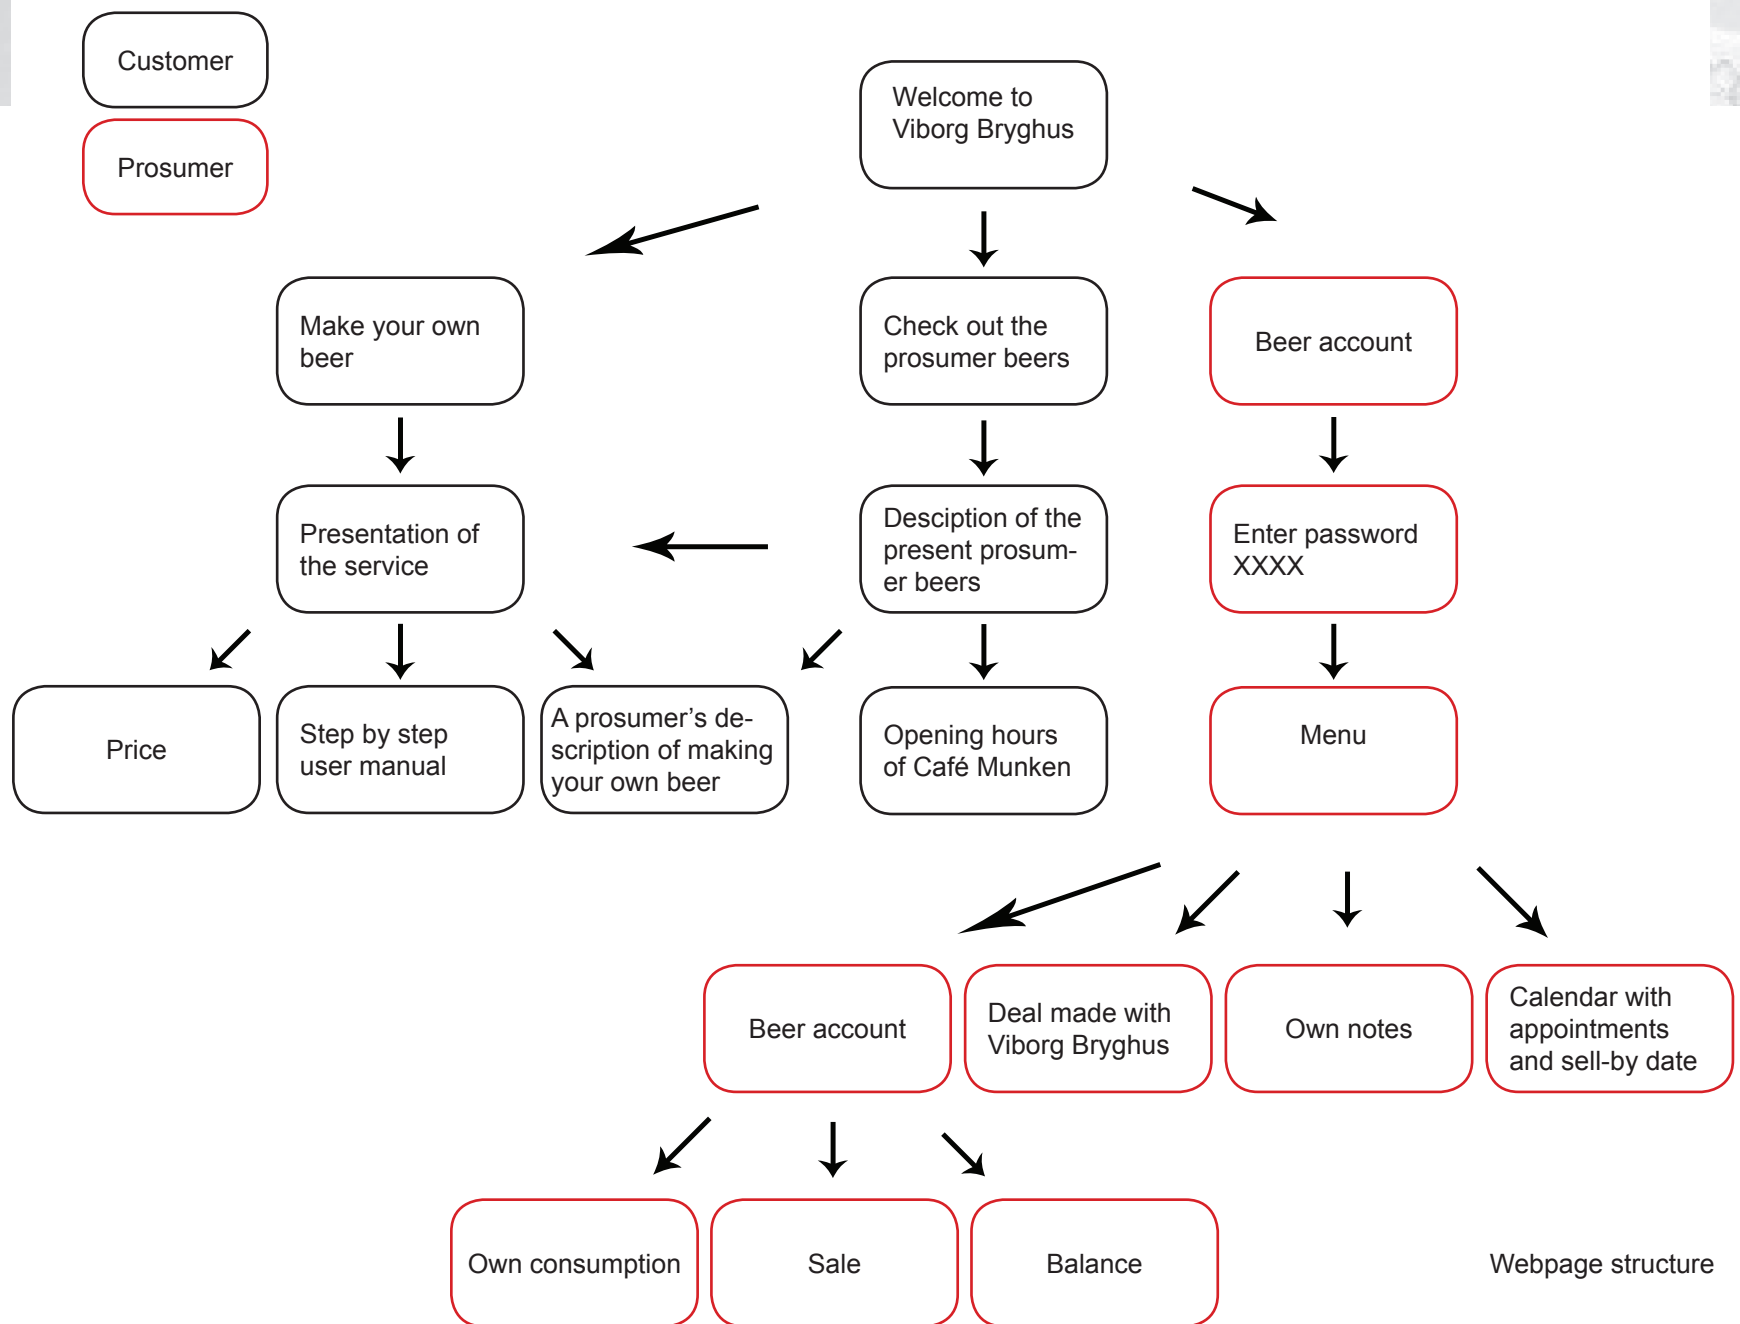 Customer
Prosumer
Welcome to
Viborg Bryghus
Make your own
beer
Check out the
prosumer beers
Beer account
Presentation of
the service
Desciption of the
present prosum-
er beers
Enter password
XXXX
Price
Step by step
user manual
A prosumer’s de-
scription of making
your own beer
Opening hours
of Café Munken
Menu
Beer account
Deal made with
Viborg Bryghus
Own notes
Calendar with
appointments
and sell-by date
Own consumption
Sale
Balance
Webpage structure